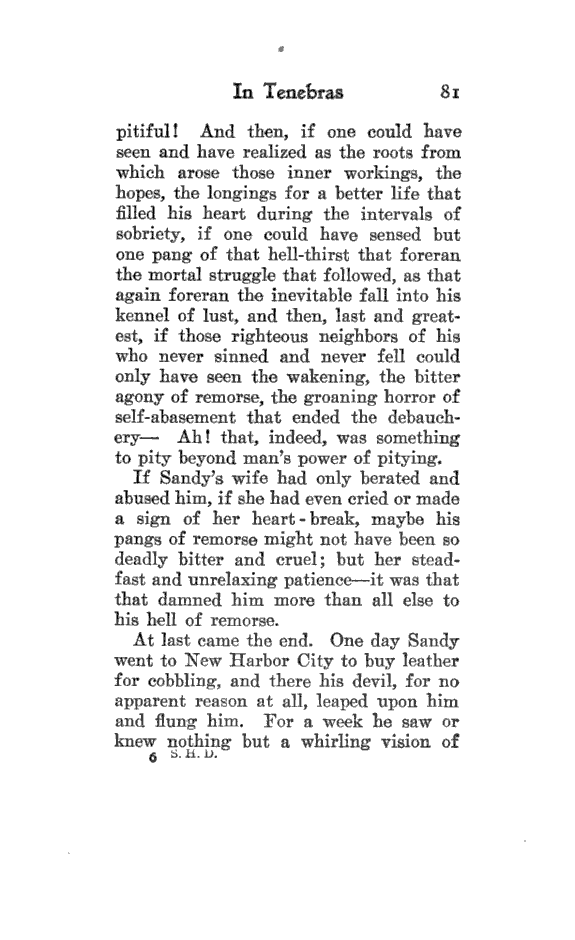 In Tenebras 81
pitiful! And then, if one could have
seen and have realized as the roots from
which arose those inner workings, the
hopes, the longings for a better life that
filled his heart during the intervals of
sobriety, if one could have sensed but
one pang of that hell-thirst that foreran
the mortal struggle that followed, as that
again foreran the inevitable fall into his
kennel of lust, and then, last and great-
est, if those righteous neighbors of his
who never sinned and never fell could
only have seen the wakening, the bitter
agony of remorse, the groaning horror of
self-abasement that ended the debauch-
ery— Ah! that, indeed, was something
to pity beyond man's power of pitying.
If Sandy's wife had only berated and
abused him, if she had even cried or made
a sign of her heart-break, maybe his
pangs of remorse might not have been so
deadly bitter and cruel; but her stead-
fast and unrelaxing patience—it was that
that damned him more than all else to
his hell of remorse.
At last came the end. One day Sandy
went to New Harbor City to buy leather
for cobbling, and there his devil, for no
apparent reason at all, leaped upon him
and flung him. For a week he saw or
knew nothing but a whirling vision of
6 S. H. D.